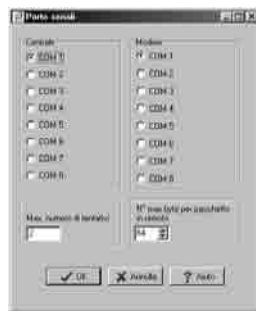 Porte seriali
Centrale
COM 1
COM 2
COM 3
COM 4
COM 5
COM 6
COM 7
COM 8
Modem
COM 1
COM 2
COM 3
COM 4
COM 5
COM 6
COM 7
COM 8
Max. numero di tentativi
N° max byte per pacchetto
in remoto
64
OK
Annulla
? Aiuto